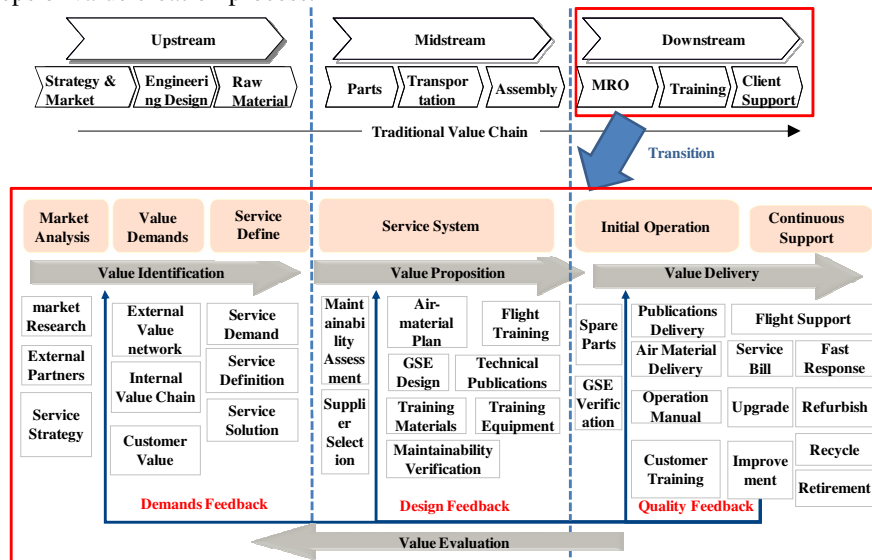 Upstream
Midstream
Downstream
Strategy &
Market
Engineeri
ng Design
Raw
Material
Parts
Transpor
tation
Assembly
MRO
Training
Client
Support
Traditional Value Chain
Transition
Market
Analysis
Value
Demands
Service
Define
Service System
Initial Operation
Continuous
Support
Value Identification
Value Proposition
Value Delivery
market
Research
External
Partners
Service
Strategy
External
Value
network
Internal
Value Chain
Customer
Value
Service
Demand
Service
Definition
Service
Solution
Maint
ainabi
lity
Assess
ment
Suppl
ier
Select
ion
Air-
material
Plan
Flight
Training
GSE
Design
Technical
Publications
Training
Materials
Training
Equipment
Maintainability
Verification
Spare
Parts
GSE
Verific
ation
Publications
Delivery
Flight Support
Air Material
Delivery
Service
Bill
Fast
Response
Operation
Manual
Upgrade
Refurbish
Customer
Training
Improve
ment
Recycle
Retirement
Demands Feedback
Design Feedback
Quality Feedback
Value Evaluation